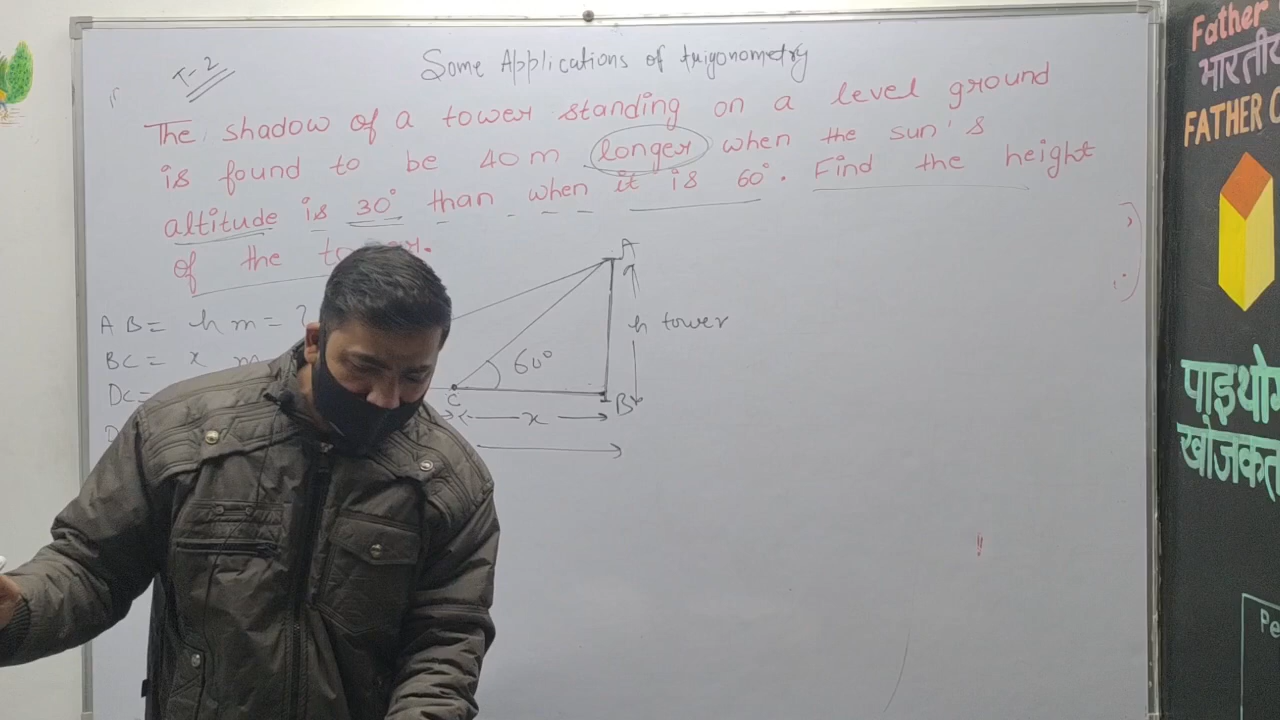 T-2
Some Applications of trigonometry
The shadow of a tower standing on a level ground
is found to be 40m longer when the sun's
altitude is 30° than when it is 60°. Find the height
of the
AB = h m = ?
BC = x m
DC =
D
A
h tower
60°
C
B
x
Father
भारतीय
FATHER
पाइथो
खोजकर्त
Pe